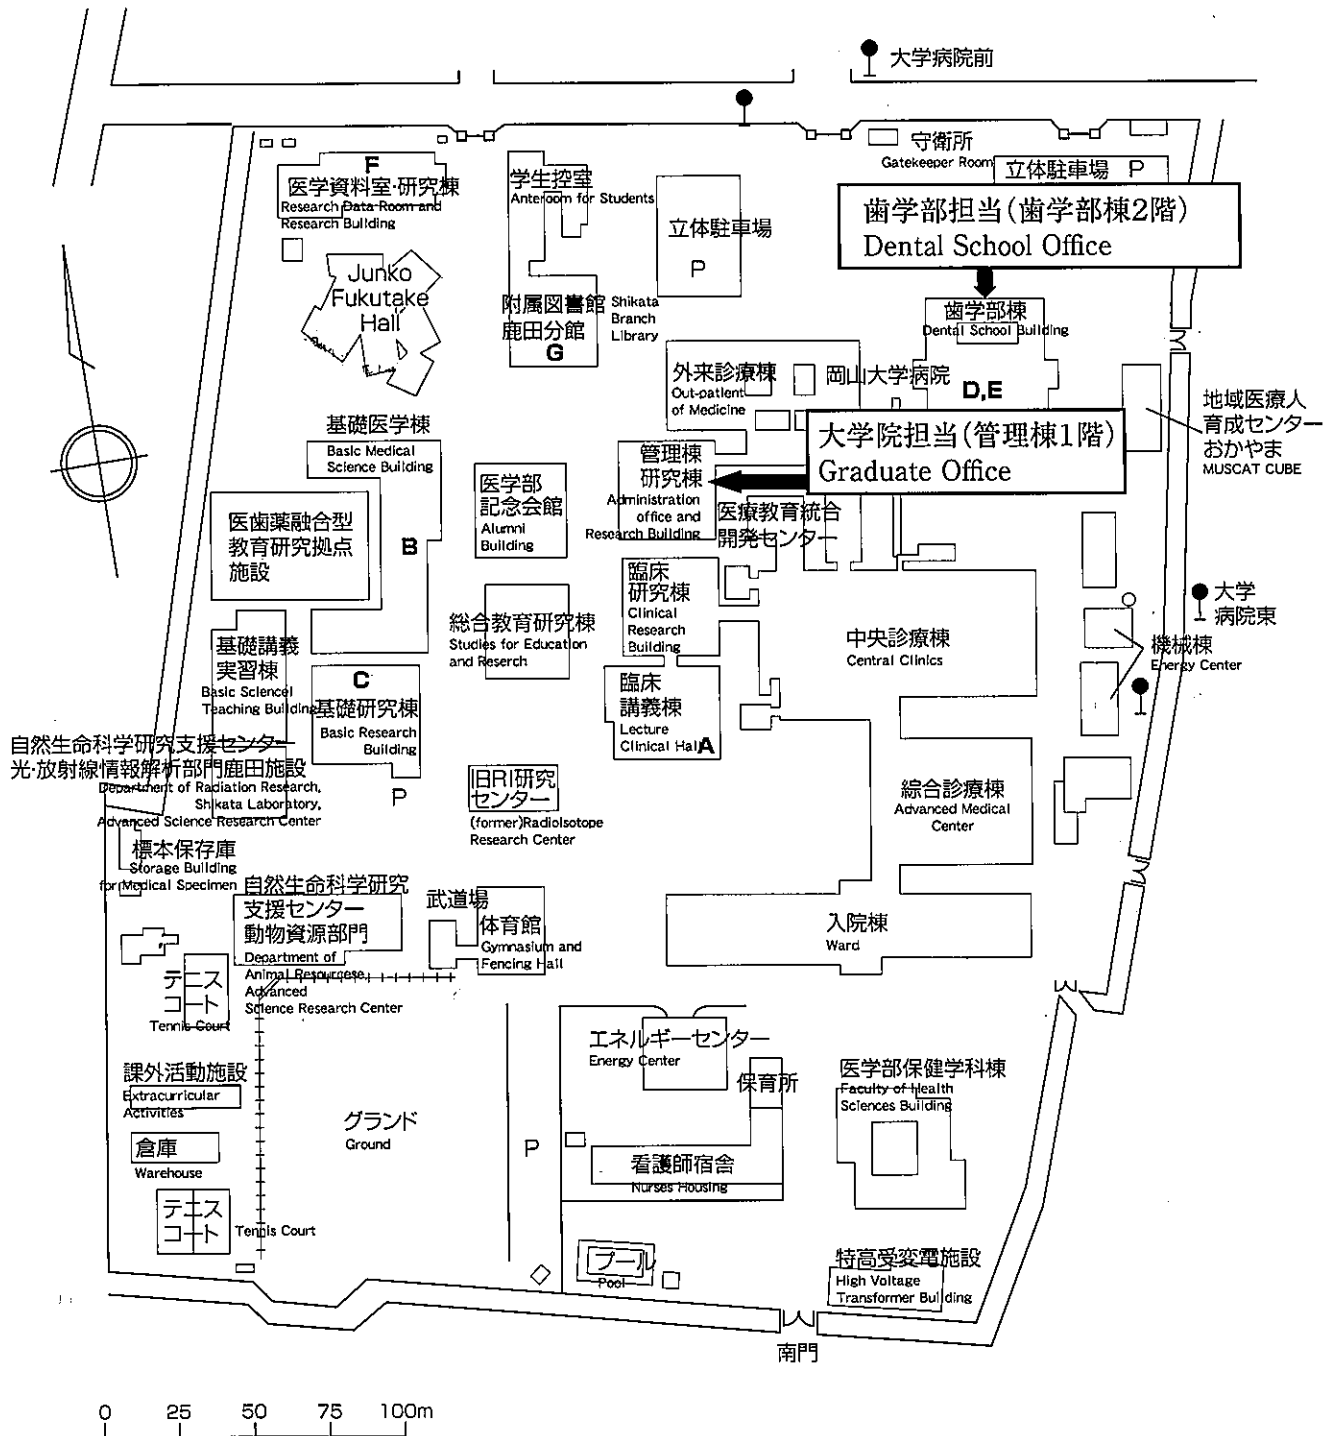 大学病院前
守衛所
Gatekeeper Room
立体駐車場 P
F
医学資料室・研究棟
Research Data Room and
Research Building
学生控室
Anteroom for Students
立体駐車場
P
歯学部担当(歯学部棟2階)
Dental School Office
Junko
Fukutake
Hall
附属図書館
鹿田分館
G
Shikata
Branch
Library
歯学部棟
Dental School Building
D,E
外来診療棟
Out-patient
of Medicine
岡山大学病院
地域医療人
育成センター
おかやま
MUSCAT CUBE
大学院担当(管理棟1階)
Graduate Office
基礎医学棟
Basic Medical
Science Building
B
医学部
記念会館
Alumni
Building
管理棟
研究棟
Administration
office and
Research Building
医療教育統合
開発センター
医歯薬融合型
教育研究拠点
施設
臨床
研究棟
Clinical
Research
Building
総合教育研究棟
Studies for Education
and Reserch
中央診療棟
Central Clinics
大学
病院東
機械棟
Energy Center
基礎講義
実習棟
Basic Sciencel
Teaching Building
C
基礎研究棟
Basic Research
Building
P
臨床
講義棟
Lecture
Clinical Hall
A
自然生命科学研究支援センター
光・放射線情報解析部門鹿田施設
Department of Radiation Research,
Shikata Laboratory,
Advanced Science Research Center
旧RI研究
センター
(former)RadioIsotope
Research Center
綜合診療棟
Advanced Medical
Center
標本保存庫
Storage Building
for Medical Specimen
自然生命科学研究
支援センター
動物資源部門
Department of
Animal Resourcese,
Advanced
Science Research Center
武道場
体育館
Gymnasium and
Fencing Hall
入院棟
Ward
テニス
コート
Tennis Court
エネルギーセンター
Energy Center
保育所
医学部保健学科棟
Faculty of Health
Sciences Building
課外活動施設
Extracurricular
Activities
グランド
Ground
P
倉庫
Warehouse
看護師宿舎
Nurses Housing
テニス
コート
Tennis Court
プール
Pool
特高受変電施設
High Voltage
Transformer Building
南門
0 25 50 75 100m